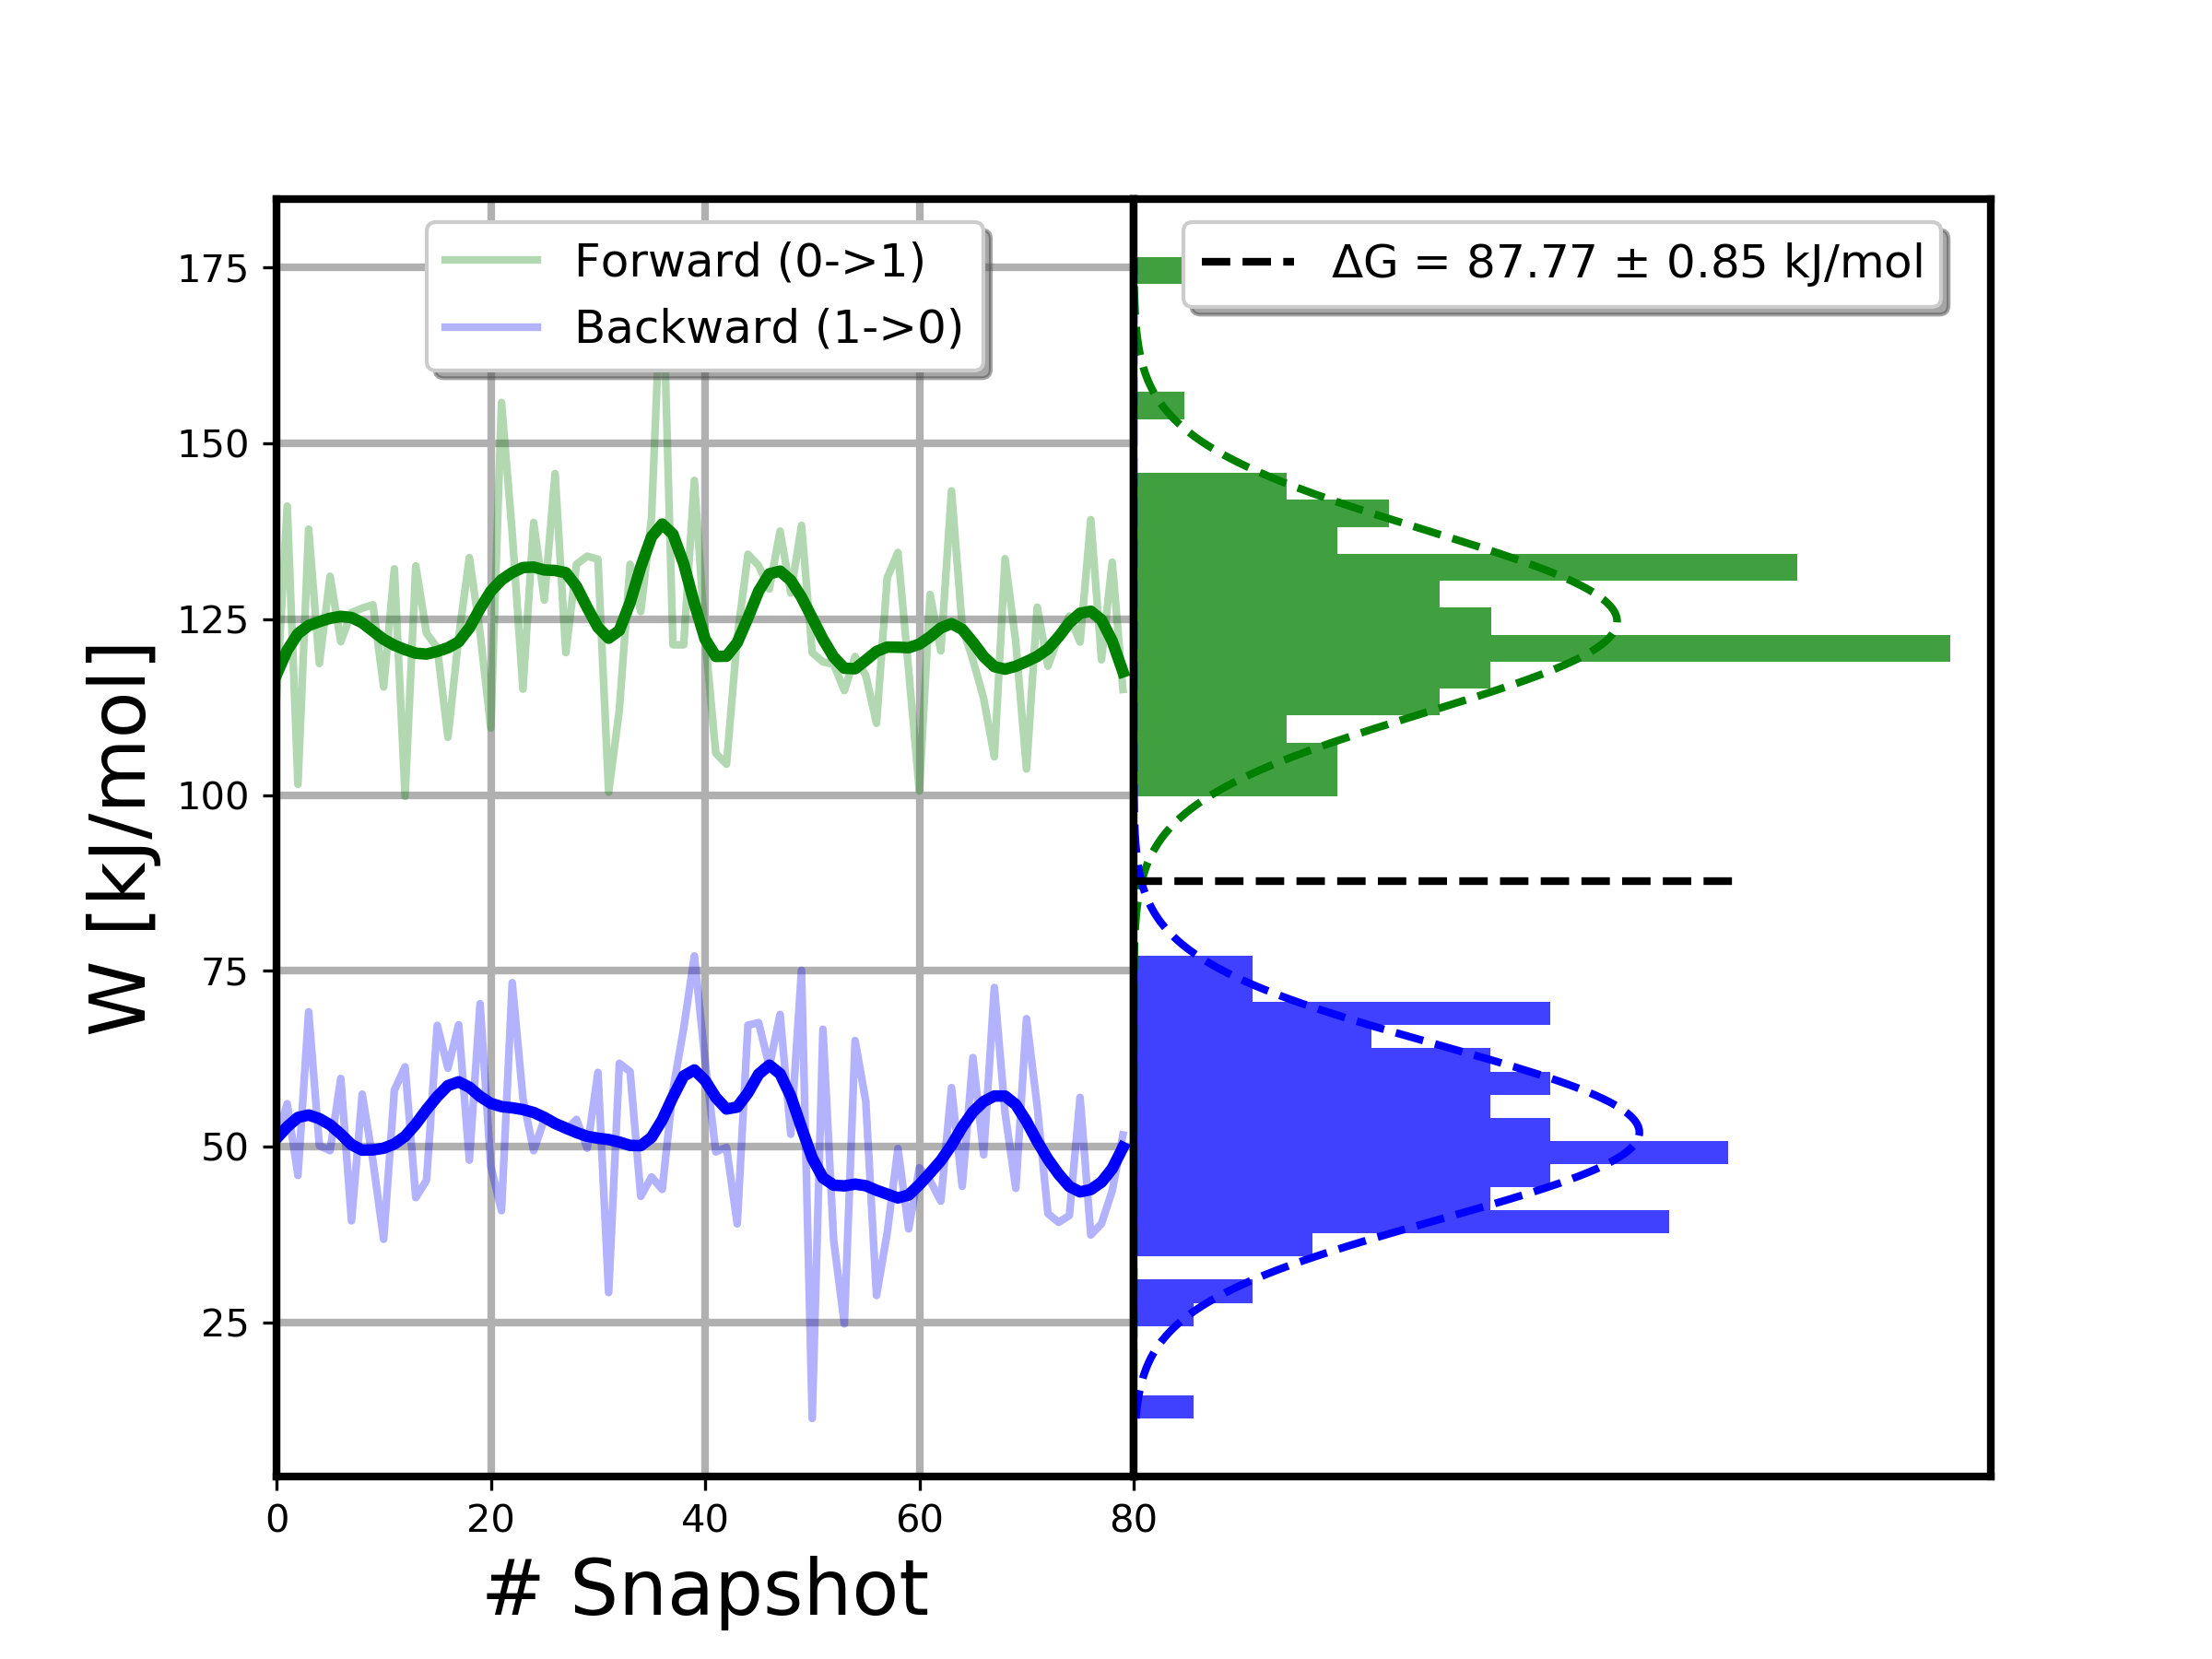 Forward (0->1)
Backward (1->0)
ΔG = 87.77 ± 0.85 kJ/mol
W [kJ/mol]
175
150
125
100
75
50
25
0 20 40 60 80
# Snapshot